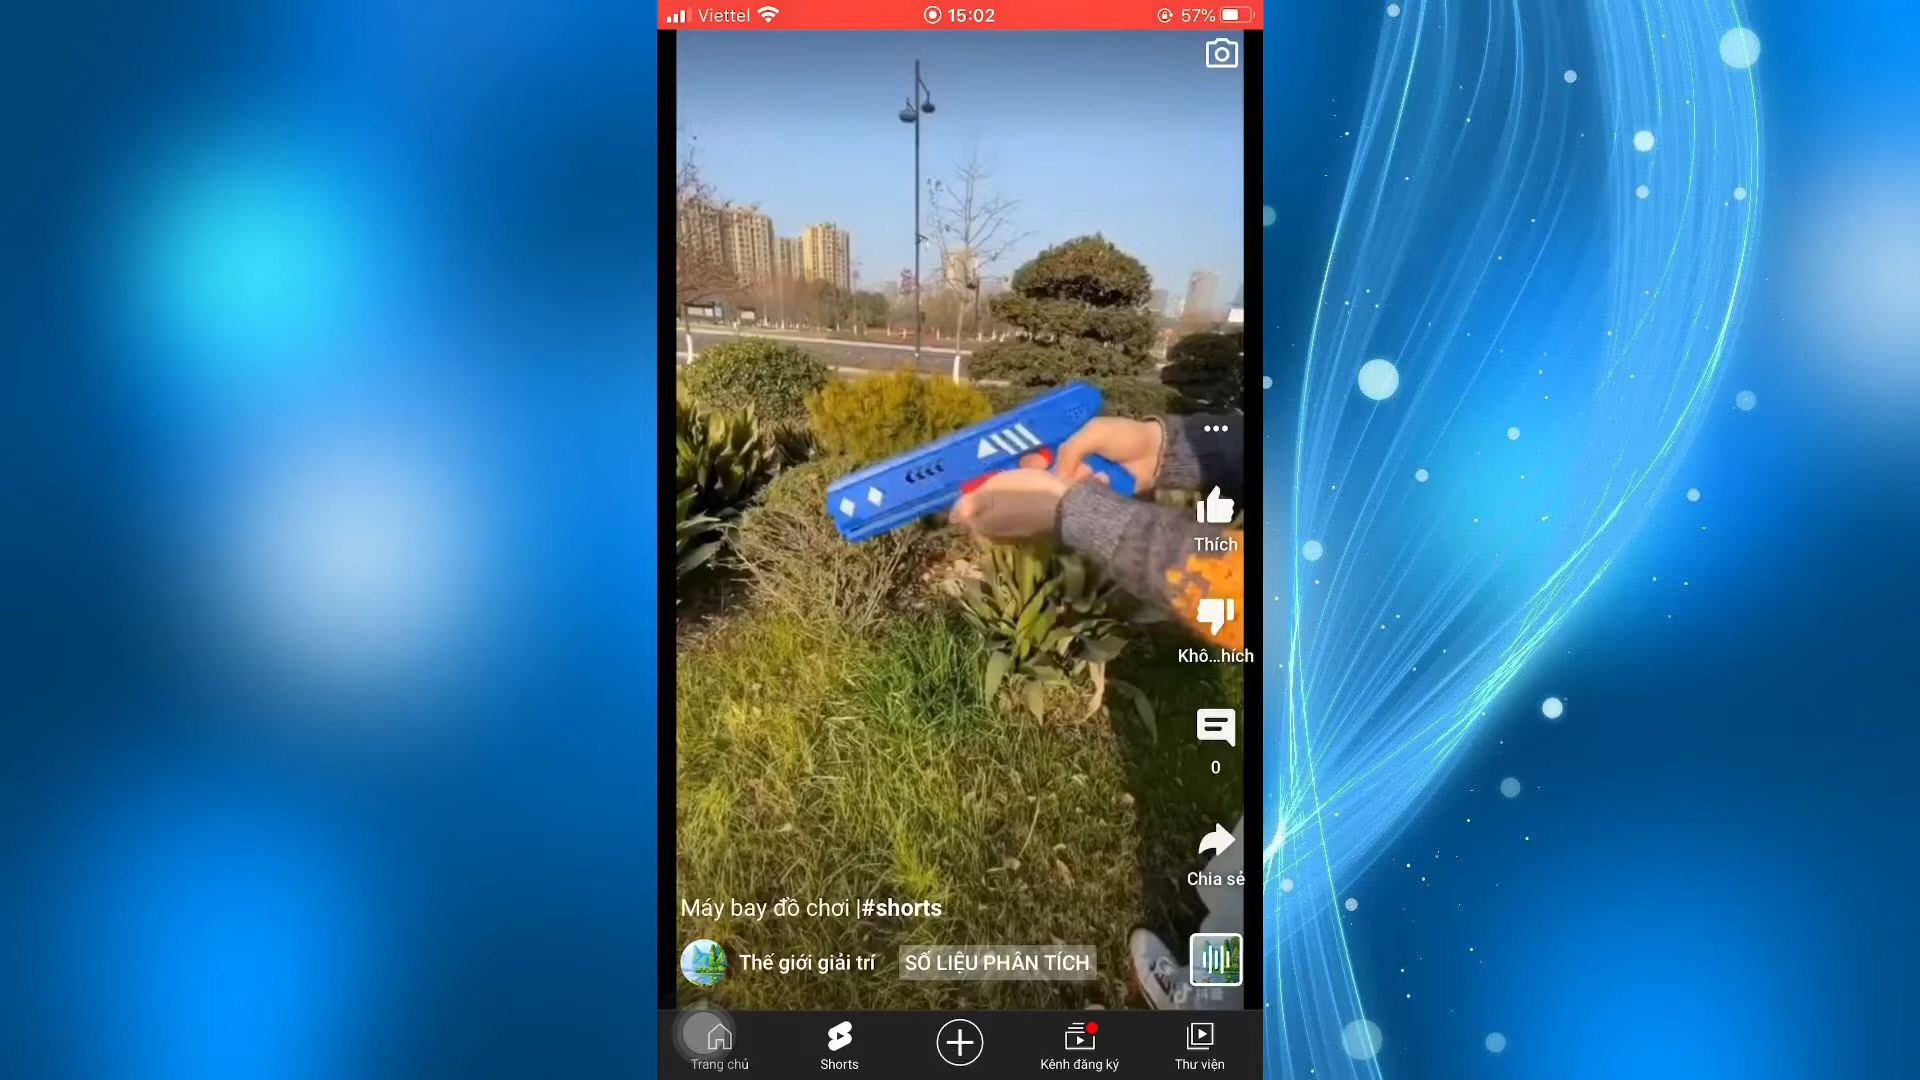 Viettel
15:02
57%
Thích
Khô...hích
0
Chia sẻ
Máy bay đồ chơi |#shorts
Thế giới giải trí
SỐ LIỆU PHÂN TÍCH
Trang chủ
Shorts
Kênh đăng ký
Thư viện